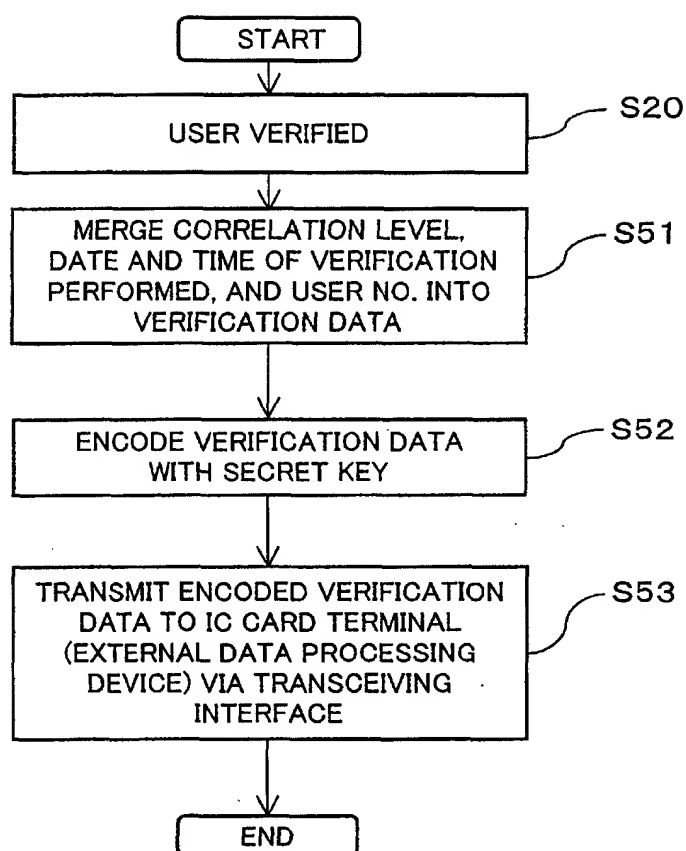 START
USER VERIFIED
S20
MERGE CORRELATION LEVEL,
DATE AND TIME OF VERIFICATION
PERFORMED, AND USER NO. INTO
VERIFICATION DATA
S51
ENCODE VERIFICATION DATA
WITH SECRET KEY
S52
TRANSMIT ENCODED VERIFICATION
DATA TO IC CARD TERMINAL
(EXTERNAL DATA PROCESSING
DEVICE) VIA TRANSCEIVING
INTERFACE
S53
END